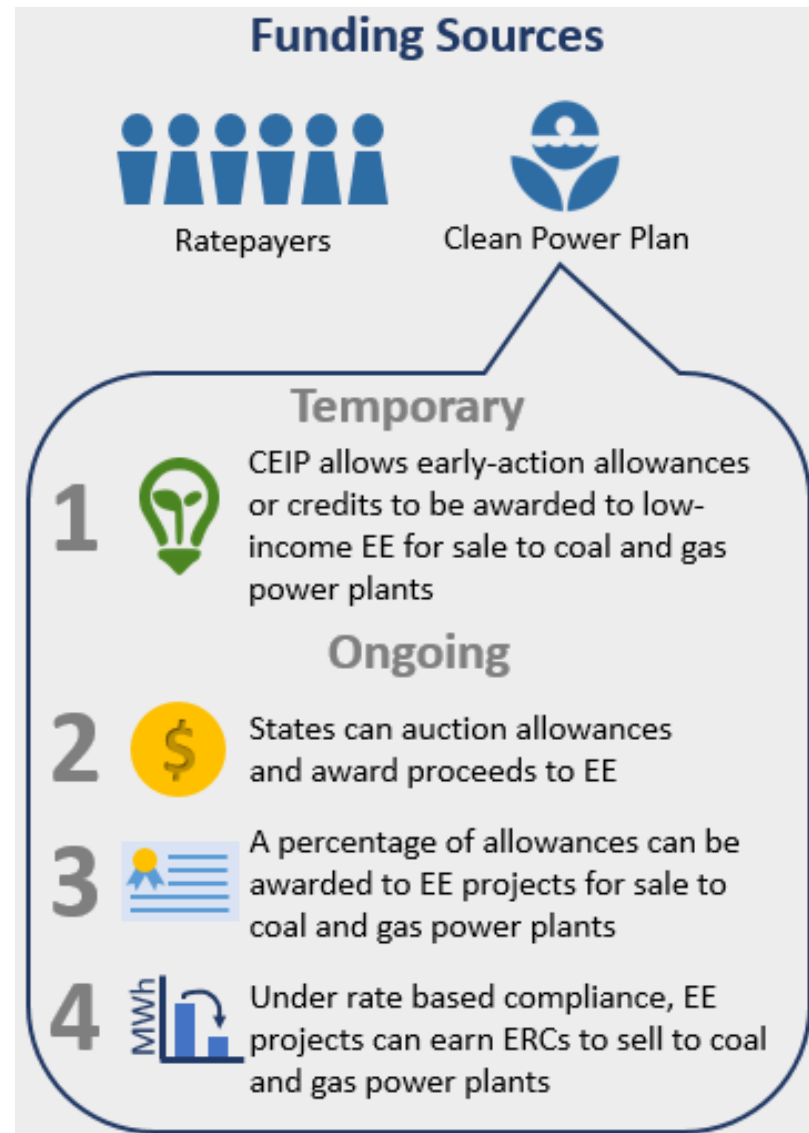 Funding Sources
Ratepayers
Clean Power Plan
Temporary
1
CEIP allows early-action allowances
or credits to be awarded to low-
income EE for sale to coal and gas
power plants
Ongoing
2
$
States can auction allowances
and award proceeds to EE
3
A percentage of allowances can be
awarded to EE projects for sale to
coal and gas power plants
4
MWh
Under rate based compliance, EE
projects can earn ERCs to sell to coal
and gas power plants